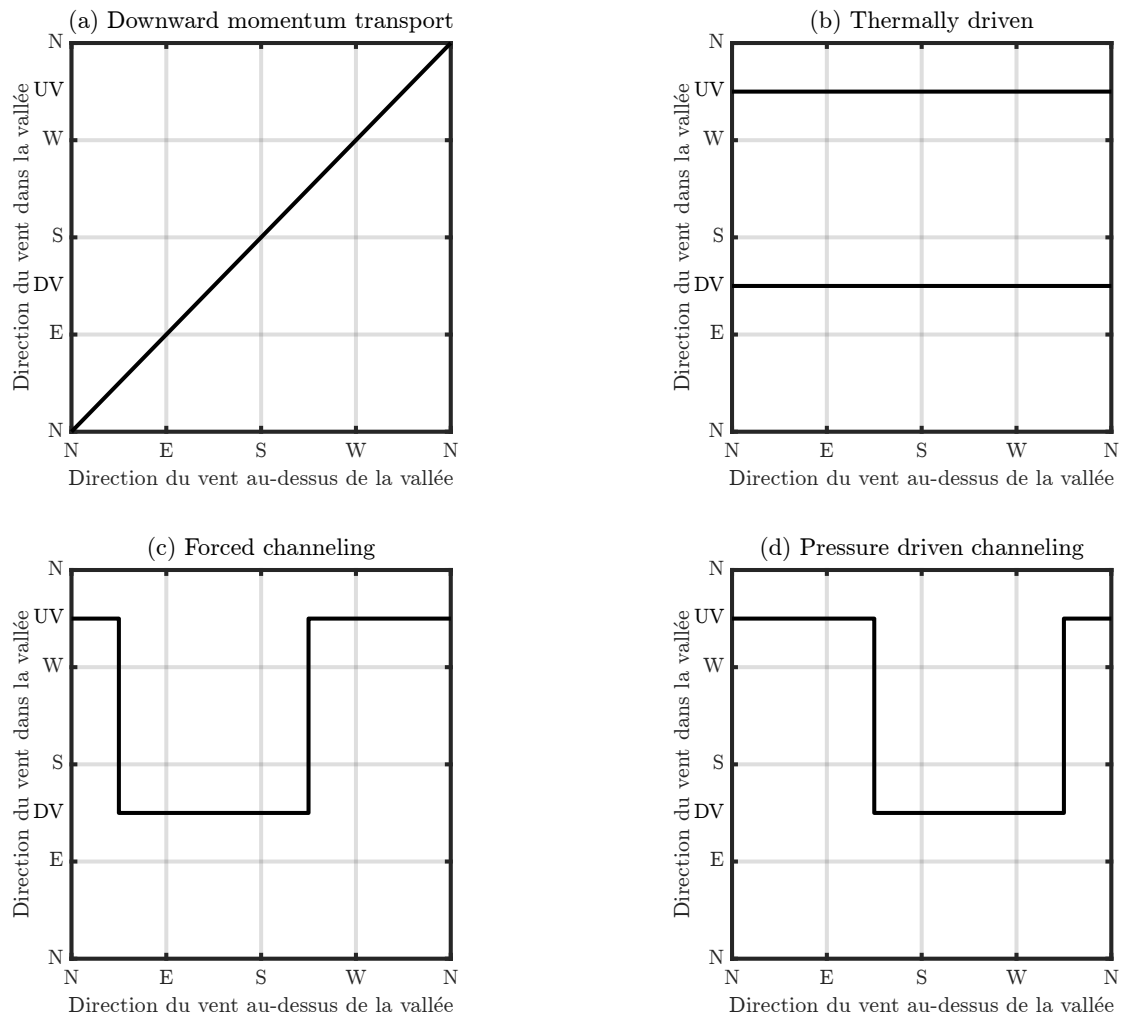 (a) Downward momentum transport
N
UV
W
S
DV
E
N
Direction du vent dans la vallée
N E S W N
Direction du vent au-dessus de la vallée
(b) Thermally driven
N
UV
W
S
DV
E
N
Direction du vent dans la vallée
N E S W N
Direction du vent au-dessus de la vallée
(c) Forced channeling
N
UV
W
S
DV
E
N
Direction du vent dans la vallée
N E S W N
Direction du vent au-dessus de la vallée
(d) Pressure driven channeling
N
UV
W
S
DV
E
N
Direction du vent dans la vallée
N E S W N
Direction du vent au-dessus de la vallée